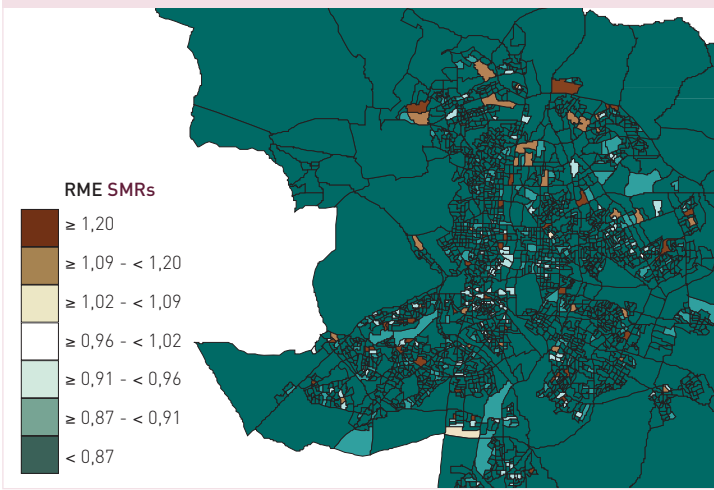 RME SMRs
≥ 1,20
≥ 1,09 - < 1,20
≥ 1,02 - < 1,09
≥ 0,96 - < 1,02
≥ 0,91 - < 0,96
≥ 0,87 - < 0,91
< 0,87